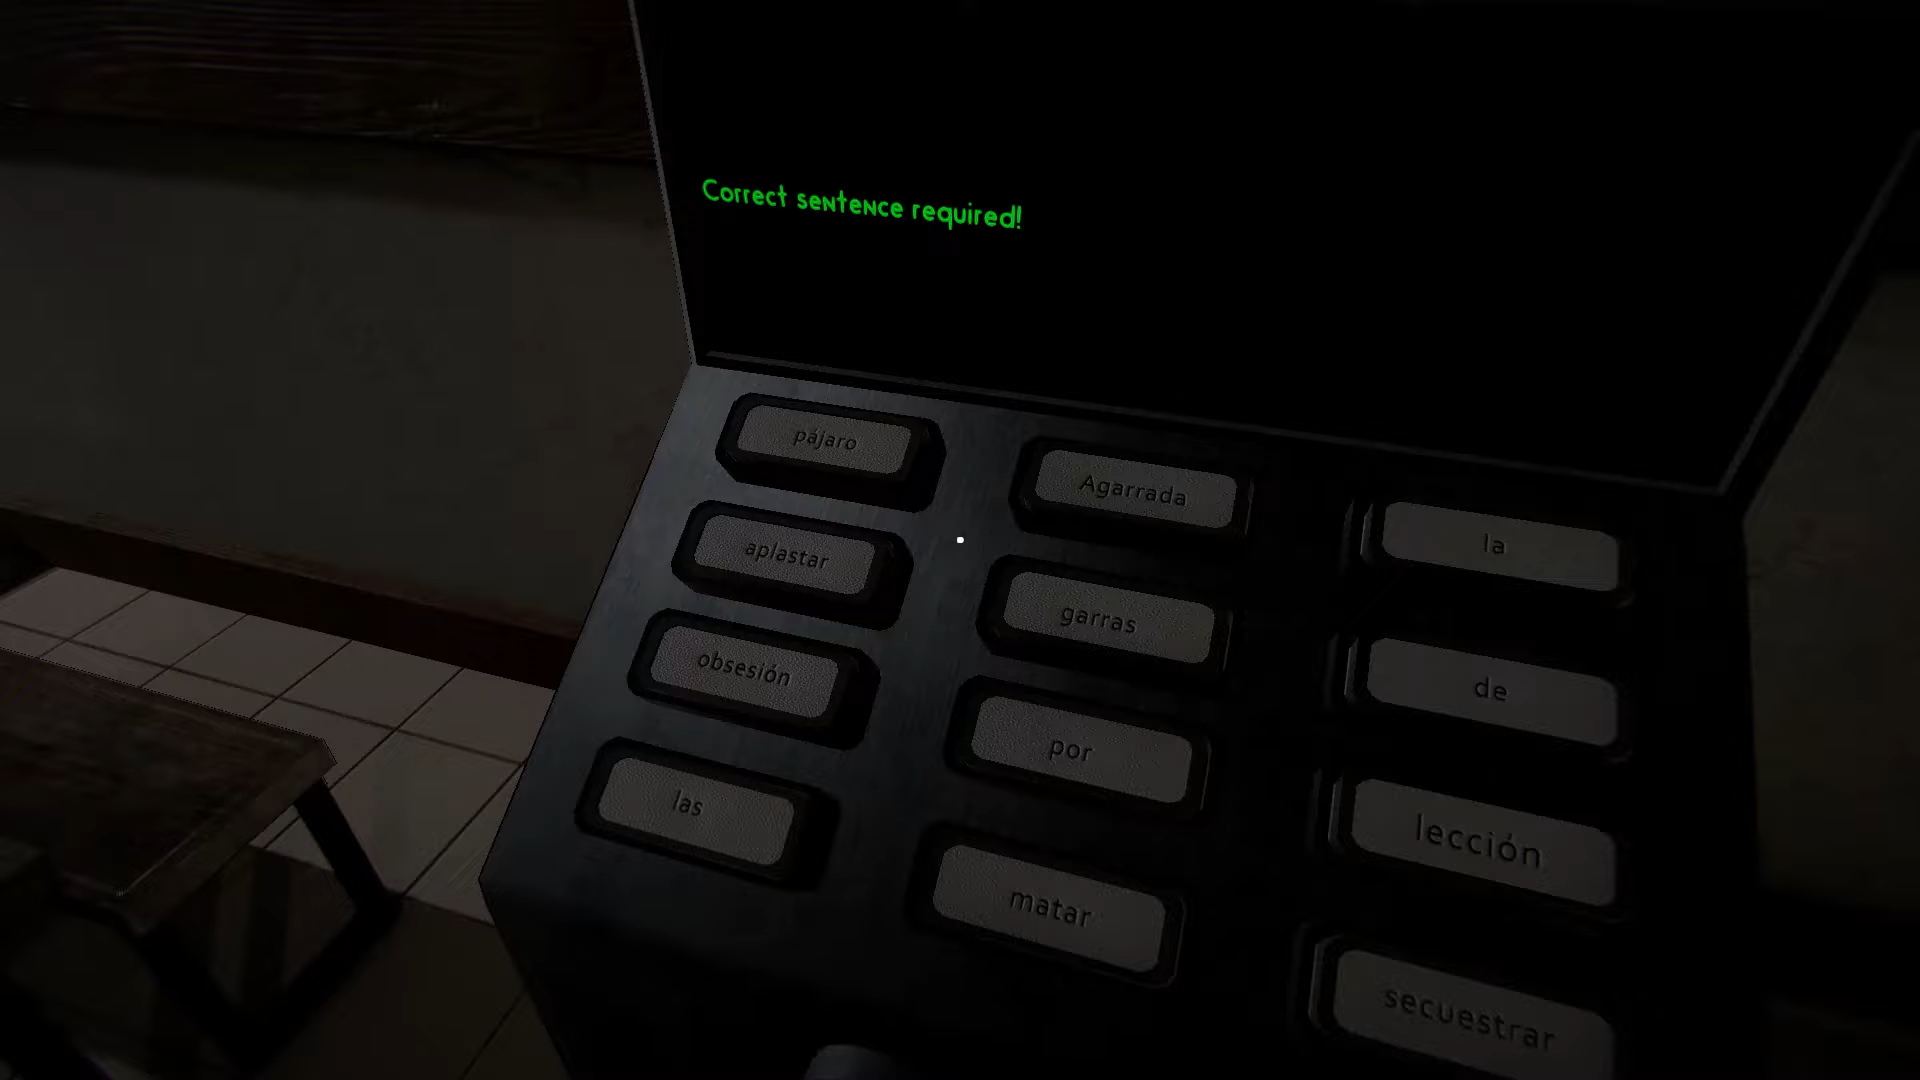 Correct sentence required!
pájaro
Agarrada
la
aplastar
garras
de
obsesión
por
lección
las
matar
secuestrar